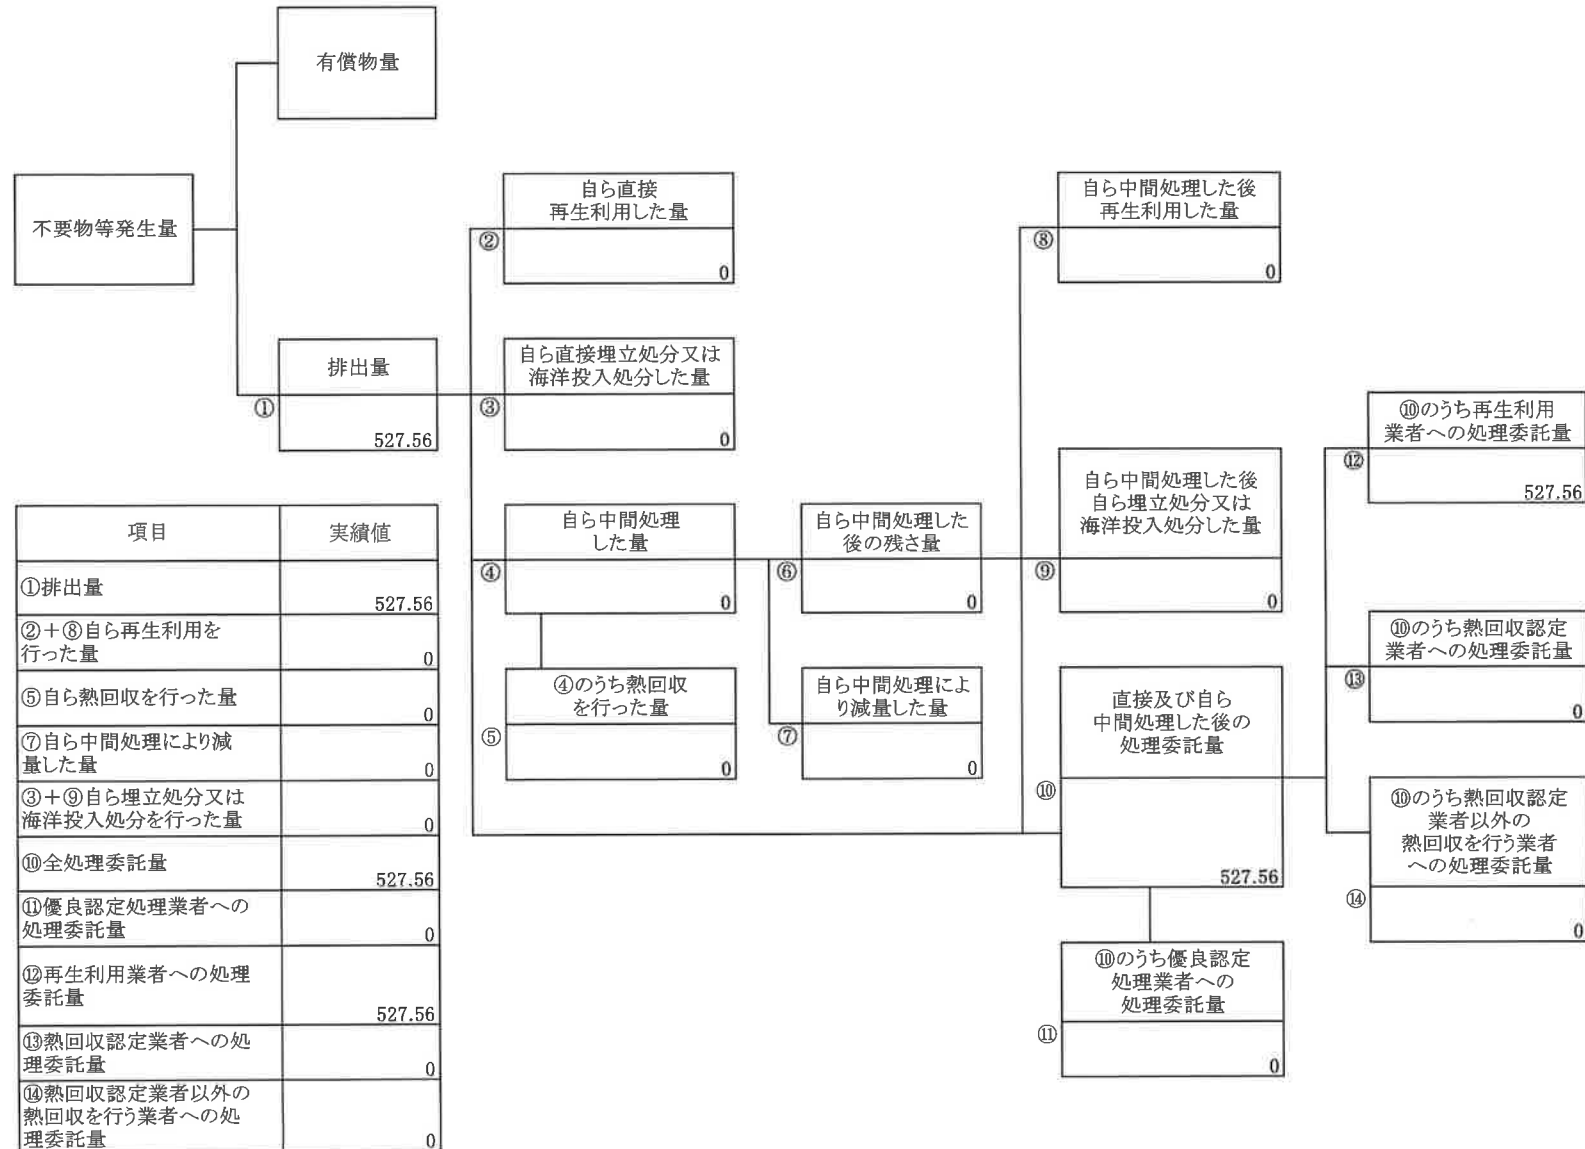 有償物量
不要物等発生量
排出量
①
527.56
自ら直接
再生利用した量
②
0
自ら直接埋立処分又は
海洋投入処分した量
③
0
自ら中間処理
した量
④
0
④のうち熱回収
を行った量
⑤
0
自ら中間処理した
後の残さ量
⑥
0
自ら中間処理によ
り減量した量
⑦
0
自ら中間処理した後
再生利用した量
⑧
0
自ら中間処理した後
自ら埋立処分又は
海洋投入処分した量
⑨
0
直接及び自ら
中間処理した後の
処理委託量
⑩
527.56
⑩のうち優良認定
処理業者への
処理委託量
⑪
0
⑩のうち再生利用
業者への処理委託量
⑫
527.56
⑩のうち熱回収認定
業者への処理委託量
⑬
0
⑩のうち熱回収認定
業者以外の
熱回収を行う業者
への処理委託量
⑭
0
項目 実績値
①排出量
527.56
②+⑧自ら再生利用を
行った量 0
⑤自ら熱回収を行った量
0
⑦自ら中間処理により減
量した量 0
③+⑨自ら埋立処分又は
海洋投入処分を行った量 0
⑩全処理委託量
527.56
⑪優良認定処理業者への
処理委託量 0
⑫再生利用業者への処理
委託量
527.56
⑬熱回収認定業者への処
理委託量 0
⑭熱回収認定業者以外の
熱回収を行う業者への処
理委託量 0